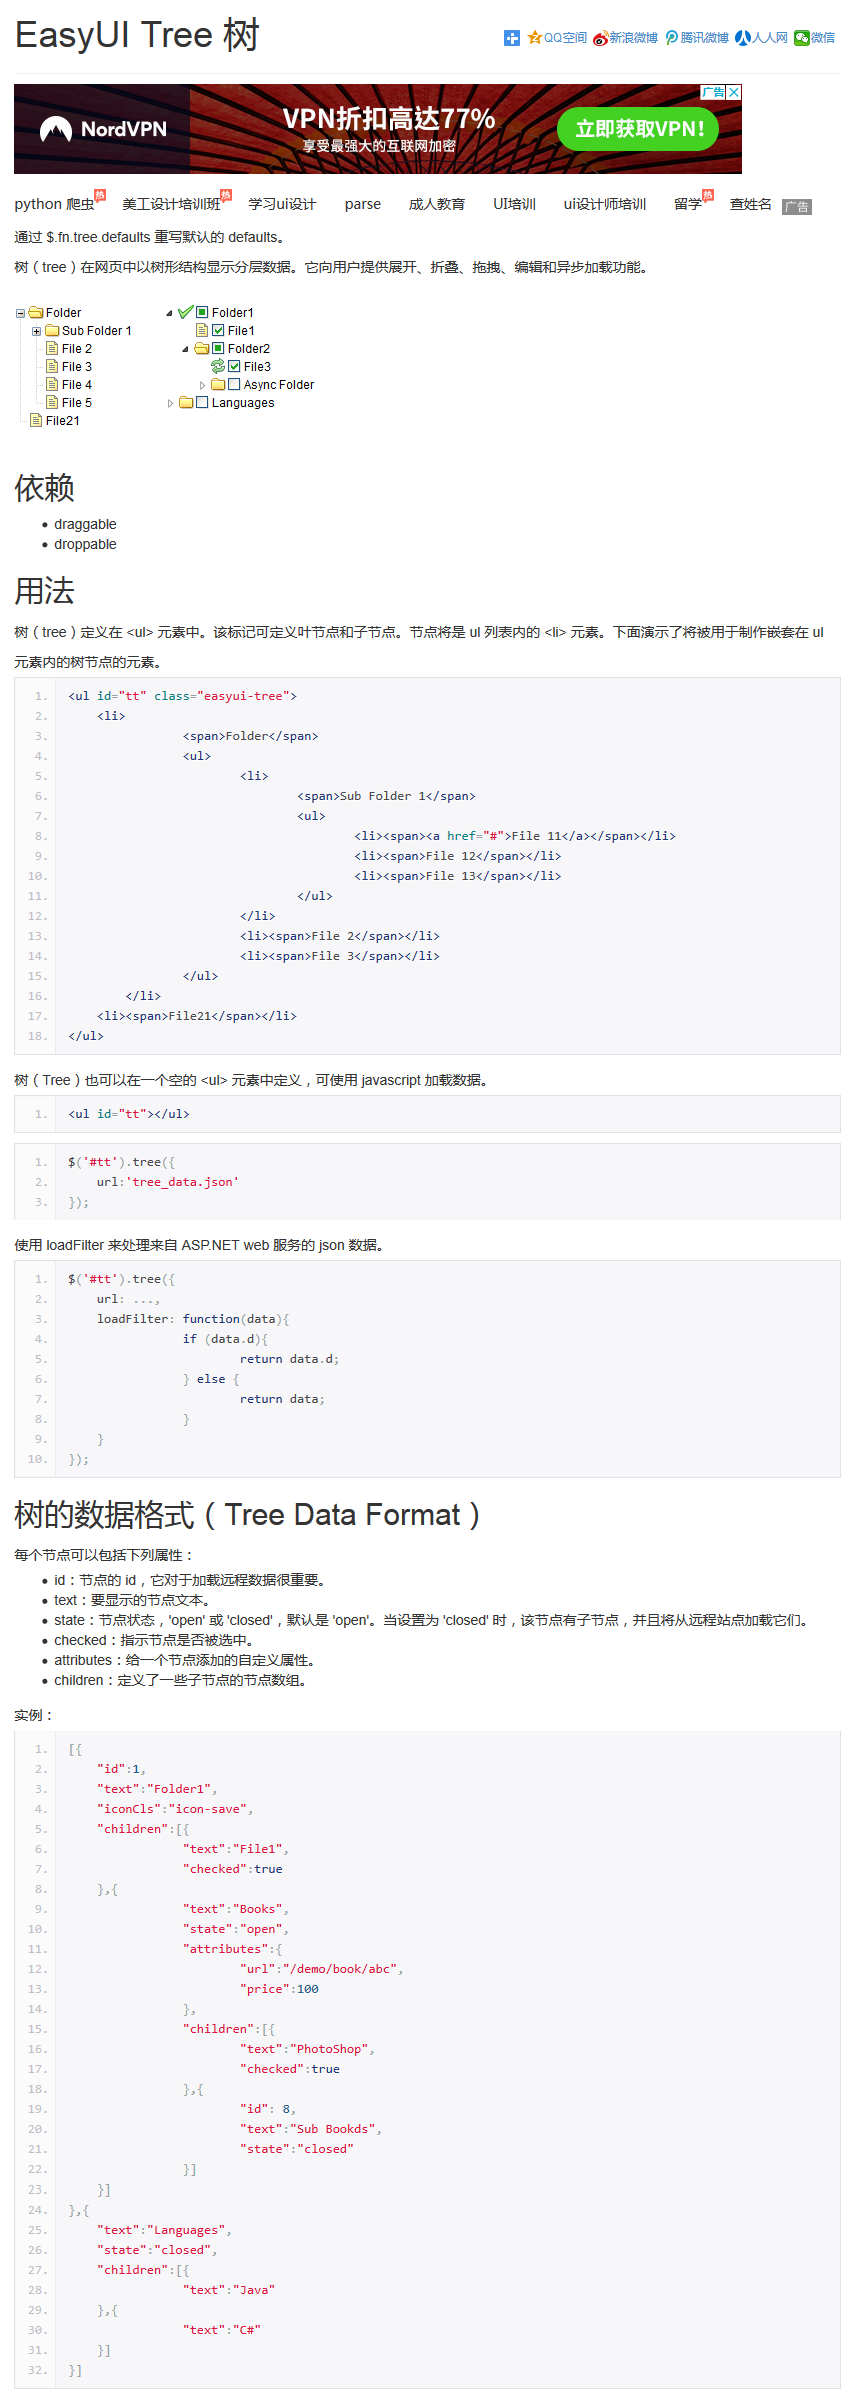 EasyUI Tree 树
QQ空间 新浪微博 腾讯微博 人人网 微信
NordVPN
VPN折扣高达77%
享受最强大的互联网加密
立即获取VPN!
广告
python 爬虫热 美工设计培训班热 学习ui设计 parse 成人教育 UI培训 ui设计师培训 留学热 查姓名 广告
通过 $.fn.tree.defaults 重写默认的 defaults。
树（tree）在网页中以树形结构显示分层数据。它向用户提供展开、折叠、拖拽、编辑和异步加载功能。
Folder
Sub Folder 1
File 2
File 3
File 4
File 5
File21
Folder1
File1
Folder2
File3
Async Folder
Languages
依赖
draggable
droppable
用法
树（tree）定义在 <ul> 元素中。该标记可定义叶节点和子节点。节点将是 ul 列表内的 <li> 元素。下面演示了将被用于制作嵌套在 ul
元素内的树节点的元素。
1. <ul id="tt" class="easyui-tree">
2. <li>
3. <span>Folder</span>
4. <ul>
5. <li>
6. <span>Sub Folder 1</span>
7. <ul>
8. <li><span><a href="#">File 11</a></span></li>
9. <li><span>File 12</span></li>
10. <li><span>File 13</span></li>
11. </ul>
12. </li>
13. <li><span>File 2</span></li>
14. <li><span>File 3</span></li>
15. </ul>
16. </li>
17. <li><span>File21</span></li>
18. </ul>
树（Tree）也可以在一个空的 <ul> 元素中定义，可使用 javascript 加载数据。
1. <ul id="tt"></ul>
1. $('#tt').tree({
2. url:'tree_data.json'
3. });
使用 loadFilter 来处理来自 ASP.NET web 服务的 json 数据。
1. $('#tt').tree({
2. url: ...,
3. loadFilter: function(data){
4. if (data.d){
5. return data.d;
6. } else {
7. return data;
8. }
9. }
10. });
树的数据格式（Tree Data Format）
每个节点可以包括下列属性：
id：节点的 id，它对于加载远程数据很重要。
text：要显示的节点文本。
state：节点状态，'open' 或 'closed'，默认是 'open'。当设置为 'closed' 时，该节点有子节点，并且将从远程站点加载它们。
checked：指示节点是否被选中。
attributes：给一个节点添加的自定义属性。
children：定义了一些子节点的节点数组。
实例：
1. [{
2. "id":1,
3. "text":"Folder1",
4. "iconCls":"icon-save",
5. "children":[{
6. "text":"File1",
7. "checked":true
8. },{
9. "text":"Books",
10. "state":"open",
11. "attributes":{
12. "url":"/demo/book/abc",
13. "price":100
14. },
15. "children":[{
16. "text":"PhotoShop",
17. "checked":true
18. },{
19. "id": 8,
20. "text":"Sub Bookds",
21. "state":"closed"
22. }]
23. }]
24. },{
25. "text":"Languages",
26. "state":"closed",
27. "children":[{
28. "text":"Java"
29. },{
30. "text":"C#"
31. }]
32. }]